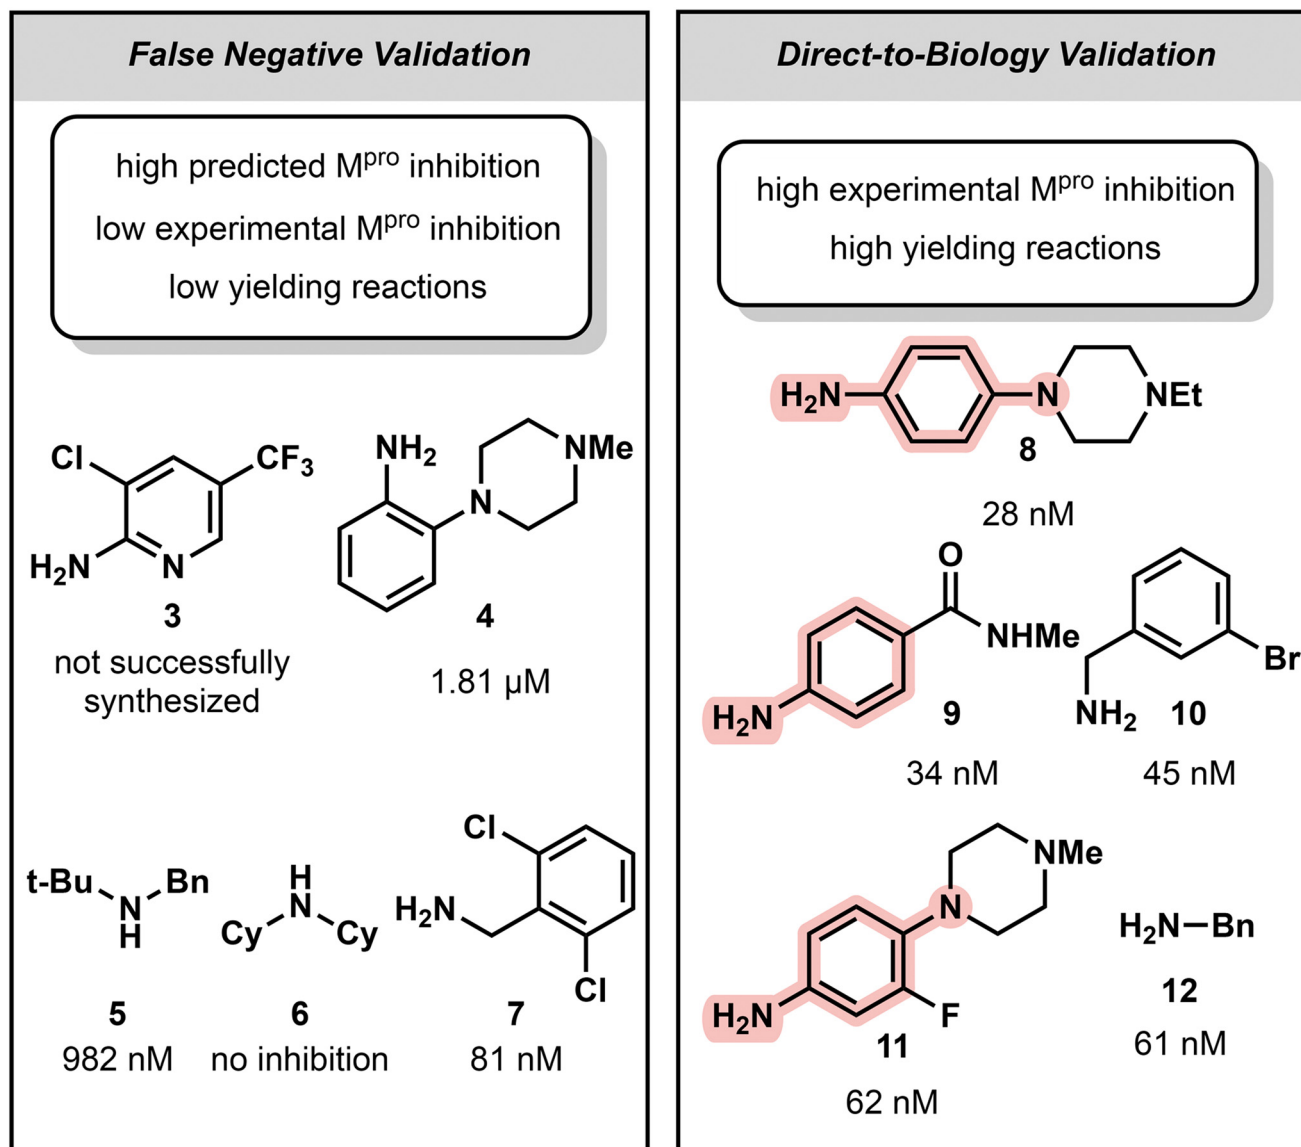 False Negative Validation
high predicted Mᵖʳᵒ inhibition
low experimental Mᵖʳᵒ inhibition
low yielding reactions
Cl
CF₃
H₂N
N
3
not successfully
synthesized
NH₂
N
NMe
4
1.81 μM
t-Bu
Bn
N
H
5
982 nM
H
N
Cy
Cy
6
no inhibition
Cl
H₂N
Cl
7
81 nM
Direct-to-Biology Validation
high experimental Mᵖʳᵒ inhibition
high yielding reactions
H₂N
N
NEt
8
28 nM
O
NHMe
H₂N
9
34 nM
Br
NH₂
10
45 nM
NMe
N
H₂N
F
11
62 nM
H₂N–Bn
12
61 nM